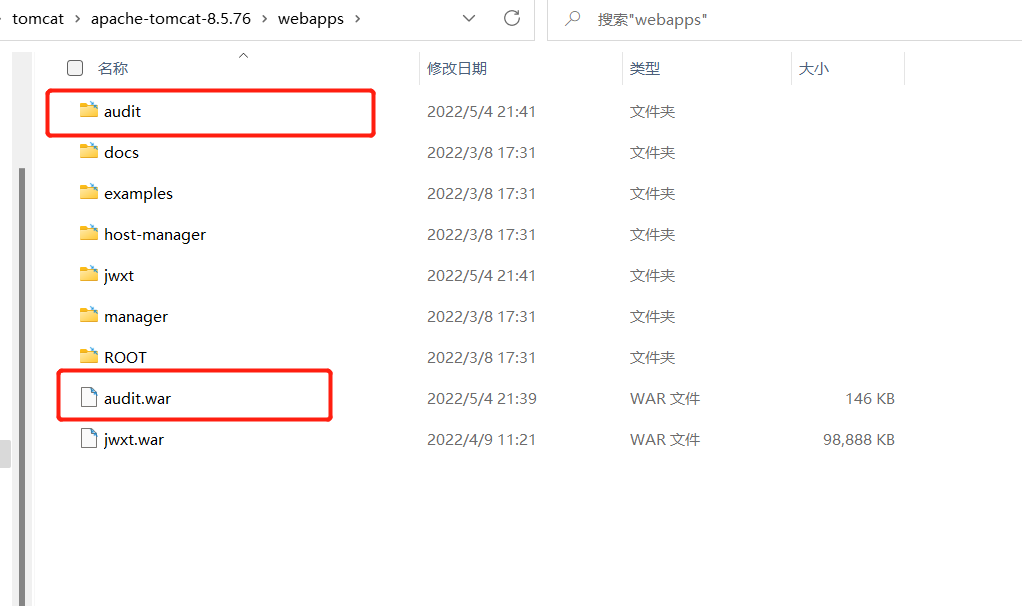 tomcat > apache-tomcat-8.5.76 > webapps > 搜索"webapps"
名称 修改日期 类型 大小
audit 2022/5/4 21:41 文件夹
docs 2022/3/8 17:31 文件夹
examples 2022/3/8 17:31 文件夹
host-manager 2022/3/8 17:31 文件夹
jwxt 2022/5/4 21:41 文件夹
manager 2022/3/8 17:31 文件夹
ROOT 2022/3/8 17:31 文件夹
audit.war 2022/5/4 21:39 WAR 文件 146 KB
jwxt.war 2022/4/9 11:21 WAR 文件 98,888 KB